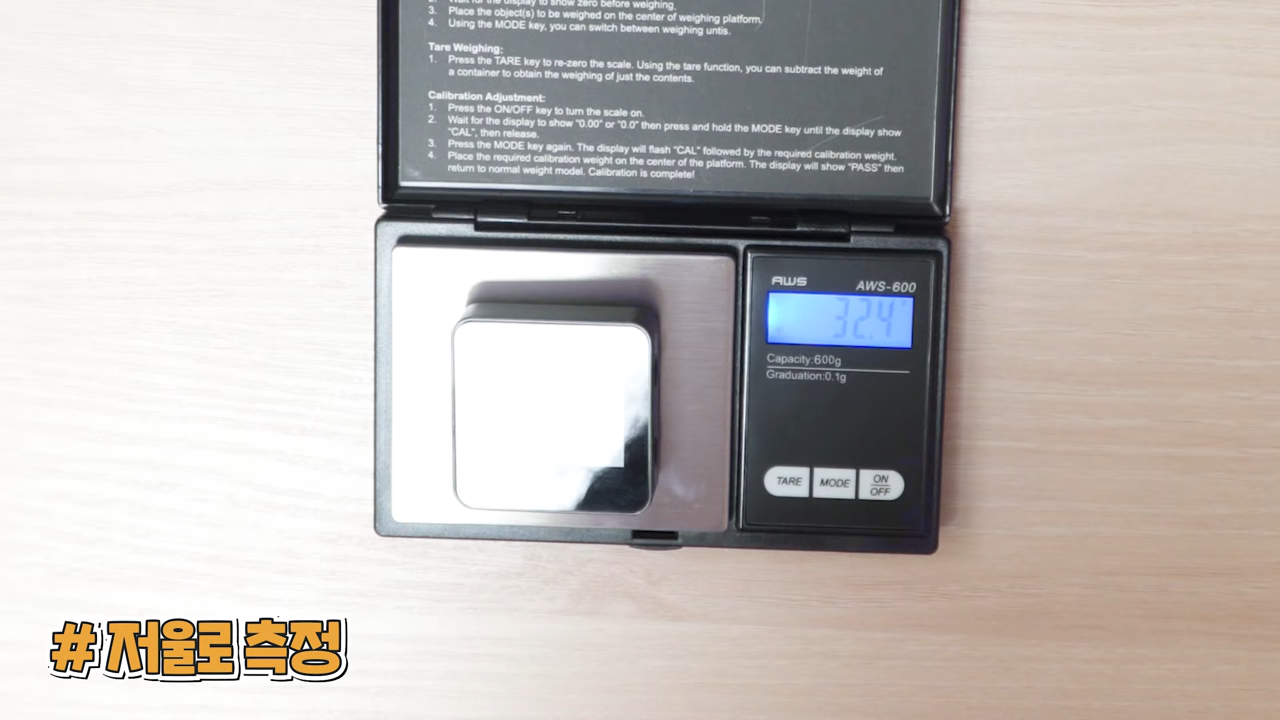 2. Wait for the display to show zero before weighing.
3. Place the object(s) to be weighed on the center of weighing platform.
4. Using the MODE key, you can switch between weighing untis.
Tare Weighing:
1. Press the TARE key to re-zero the scale. Using the tare function, you can subtract the weight of
a container to obtain the weighing of just the contents.
Calibration Adjustment:
1. Press the ON/OFF key to turn the scale on.
2. Wait for the display to show "0.00" or "0.0" then press and hold the MODE key until the display show
"CAL", then release.
3. Press the MODE key again. The display will flash "CAL" followed by the required calibration weight.
4. Place the required calibration weight on the center of the platform. The display will show "PASS" then
return to normal weight model. Calibration is complete!
AWS AWS-600
32.4
Capacity:600g
Graduation:0.1g
TARE MODE ON/OFF
# 저울로 측정